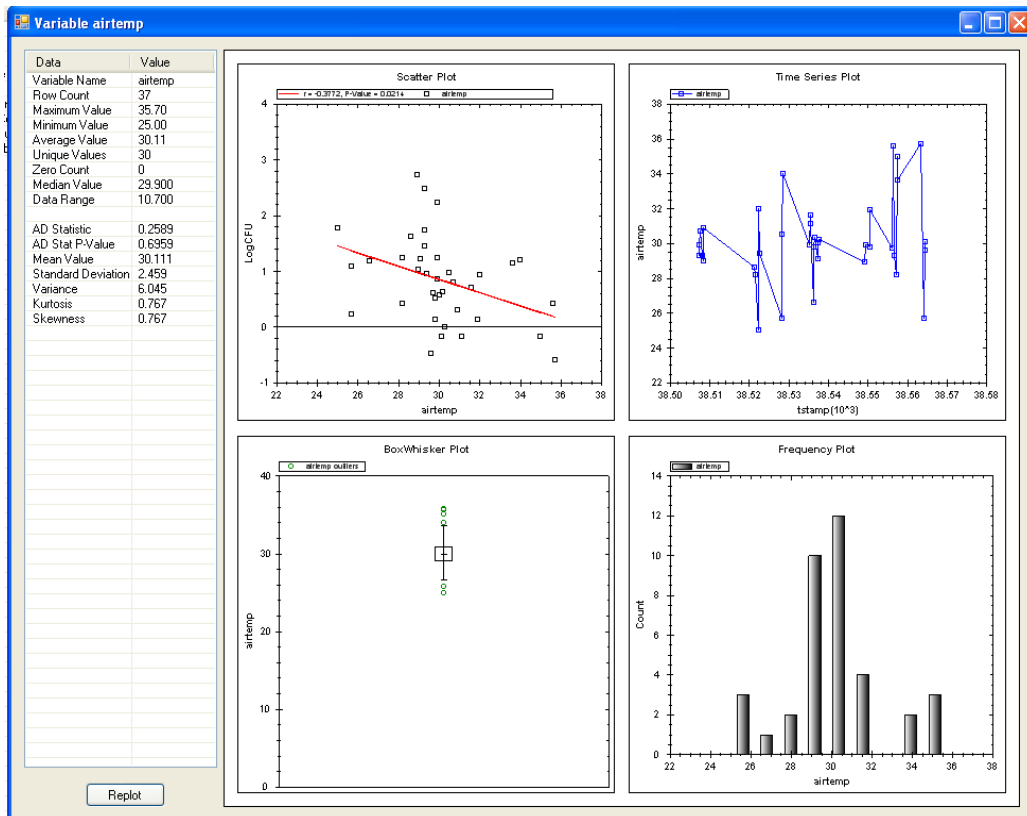 Variable airtemp
Data Value
Variable Name airtemp
Row Count 37
Maximum Value 35.70
Minimum Value 25.00
Average Value 30.11
Unique Values 30
Zero Count 0
Median Value 29.900
Data Range 10.700
AD Statistic 0.2589
AD Stat P-Value 0.6959
Mean Value 30.111
Standard Deviation 2.459
Variance 6.045
Kurtosis 0.767
Skewness 0.767
Replot
Scatter Plot
r = -0.3772, P-Value = 0.0214 airtemp
4
3
2
1
0
-1
LogCFU
22 24 26 28 30 32 34 36 38
airtemp
Time Series Plot
airtemp
38
36
34
32
30
28
26
24
22
airtemp
38.50 38.51 38.52 38.53 38.54 38.55 38.56 38.57 38.58
tstamp(10^3)
BoxWhisker Plot
airtemp outliers
40
30
20
10
0
airtemp
Frequency Plot
airtemp
14
12
10
8
6
4
2
0
Count
22 24 26 28 30 32 34 36 38
airtemp